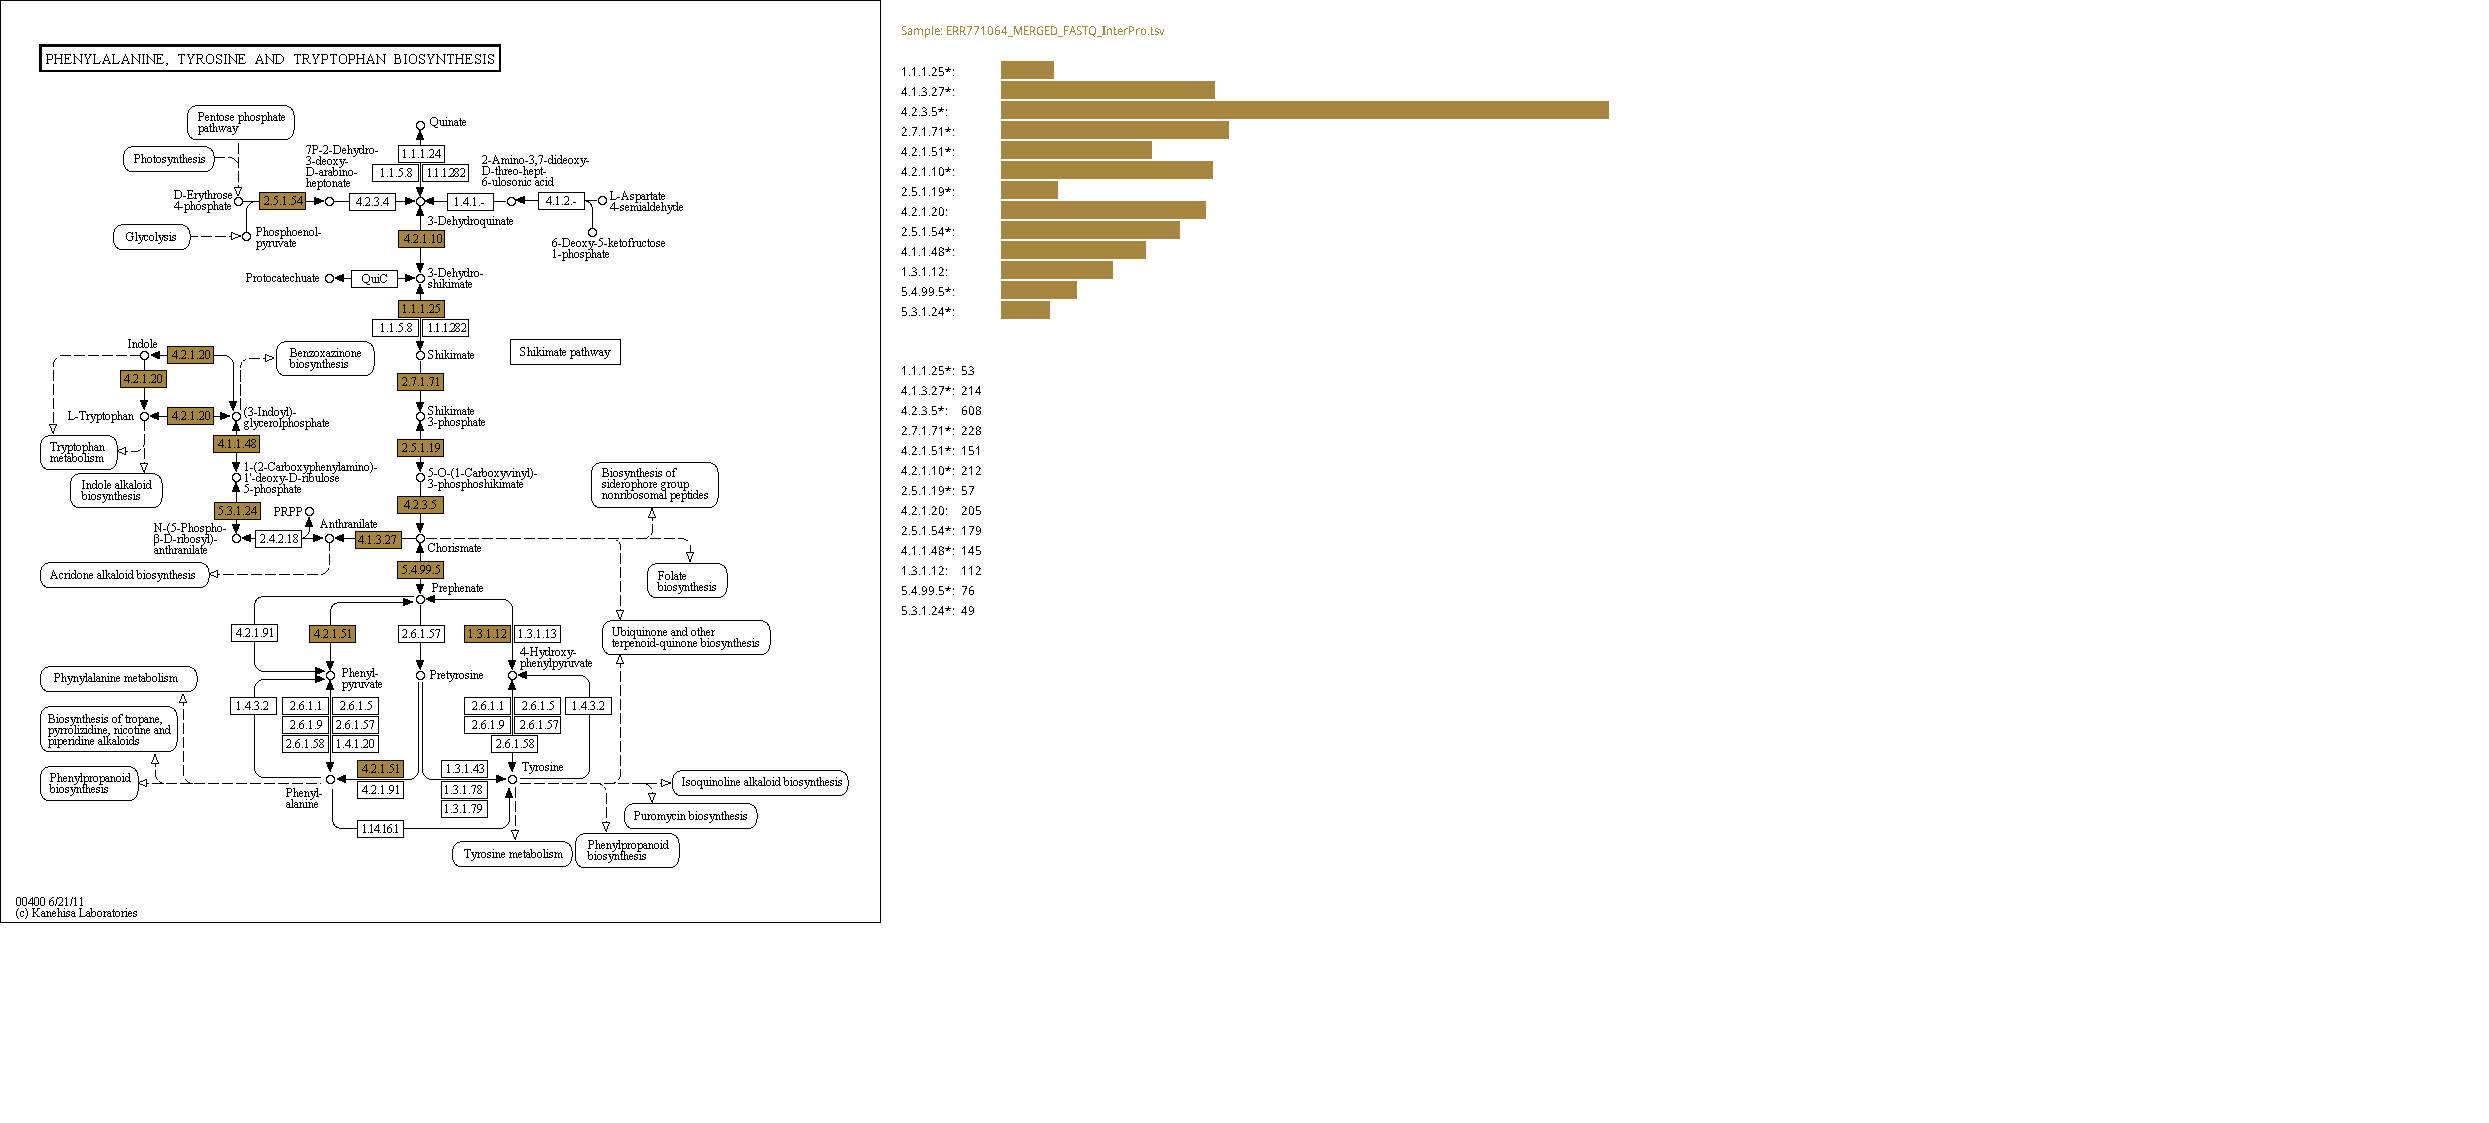 PHENYLALANINE, TYROSINE AND TRYPTOPHAN BIOSYNTHESIS
Pentose phosphate
pathway
Photosynthesis
Quinate
7P-2-Dehydro-
3-deoxy-
D-arabino-
heptonate
1.1.1.24
1.1.5.8
1.1.1.282
2-Amino-3,7-dideoxy-
D-threo-hept-
6-ulosonic acid
D-Erythrose
4-phosphate
2.5.1.54
4.2.3.4
1.4.1.-
4.1.2.-
L-Aspartate
4-semialdehyde
3-Dehydroquinate
Glycolysis
Phosphoenol-
pyruvate
4.2.1.10
6-Deoxy-5-ketofructose
1-phosphate
Protocatechuate
QuiC
3-Dehydro-
shikimate
1.1.1.25
1.1.5.8
1.1.1.282
Indole
4.2.1.20
Benzoxazinone
biosynthesis
Shikimate
Shikimate pathway
4.2.1.20
2.7.1.71
L-Tryptophan
4.2.1.20
(3-Indoyl)-
glycerolphosphate
Shikimate
3-phosphate
Tryptophan
metabolism
4.1.1.48
2.5.1.19
Indole alkaloid
biosynthesis
1-(2-Carboxyphenylamino)-
1'-deoxy-D-ribulose
5-phosphate
5-O-(1-Carboxyvinyl)-
3-phosphoshikimate
Biosynthesis of
siderophore group
nonribosomal peptides
5.3.1.24
PRPP
4.2.3.5
N-(5-Phospho-
β-D-ribosyl)-
anthranilate
2.4.2.18
Anthranilate
4.1.3.27
Chorismate
Acridone alkaloid biosynthesis
5.4.99.5
Folate
biosynthesis
Prephenate
4.2.1.91
4.2.1.51
2.6.1.57
1.3.1.12
1.3.1.13
Ubiquinone and other
terpenoid-quinone biosynthesis
4-Hydroxy-
phenylpyruvate
Phynylalanine metabolism
Phenyl-
pyruvate
Pretyrosine
1.4.3.2
2.6.1.1
2.6.1.5
2.6.1.9
2.6.1.57
2.6.1.58
1.4.1.20
2.6.1.1
2.6.1.5
2.6.1.9
2.6.1.57
2.6.1.58
1.4.3.2
Biosynthesis of tropane,
pyrrolizidine, nicotine and
piperidine alkaloids
Phenylpropanoid
biosynthesis
4.2.1.51
4.2.1.91
1.3.1.43
1.3.1.78
1.3.1.79
Tyrosine
Phenyl-
alanine
1.14.16.1
Isoquinoline alkaloid biosynthesis
Puromycin biosynthesis
Tyrosine metabolism
Phenylpropanoid
biosynthesis
00400 6/21/11
(c) Kanehisa Laboratories
Sample: ERR771064_MERGED_FASTQ_InterPro.tsv
1.1.1.25*:
4.1.3.27*:
4.2.3.5*:
2.7.1.71*:
4.2.1.51*:
4.2.1.10*:
2.5.1.19*:
4.2.1.20:
2.5.1.54*:
4.1.1.48*:
1.3.1.12:
5.4.99.5*:
5.3.1.24*:
1.1.1.25*: 53
4.1.3.27*: 214
4.2.3.5*: 608
2.7.1.71*: 228
4.2.1.51*: 151
4.2.1.10*: 212
2.5.1.19*: 57
4.2.1.20: 205
2.5.1.54*: 179
4.1.1.48*: 145
1.3.1.12: 112
5.4.99.5*: 76
5.3.1.24*: 49